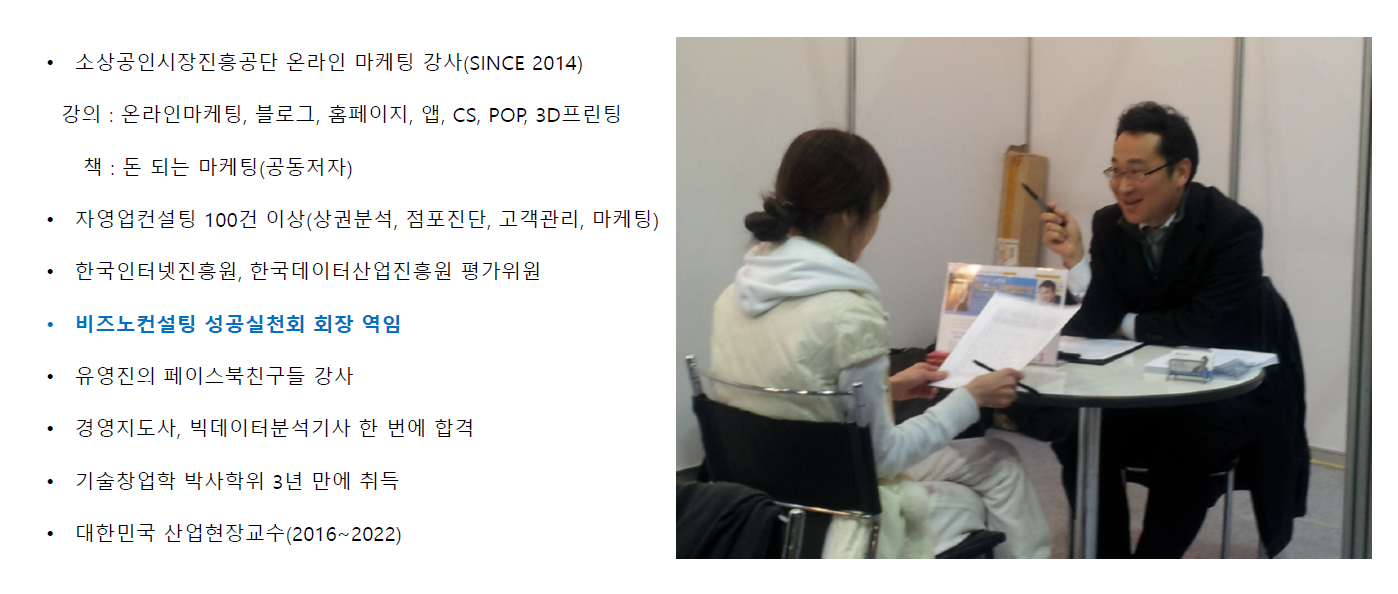 • 소상공인시장진흥공단 온라인 마케팅 강사(SINCE 2014)
강의 : 온라인마케팅, 블로그, 홈페이지, 앱, CS, POP, 3D프린팅
책 : 돈 되는 마케팅(공동저자)
• 자영업컨설팅 100건 이상(상권분석, 점포진단, 고객관리, 마케팅)
• 한국인터넷진흥원, 한국데이터산업진흥원 평가위원
• 비즈노컨설팅 성공실천회 회장 역임
• 유영진의 페이스북친구들 강사
• 경영지도사, 빅데이터분석기사 한 번에 합격
• 기술창업학 박사학위 3년 만에 취득
• 대한민국 산업현장교수(2016~2022)